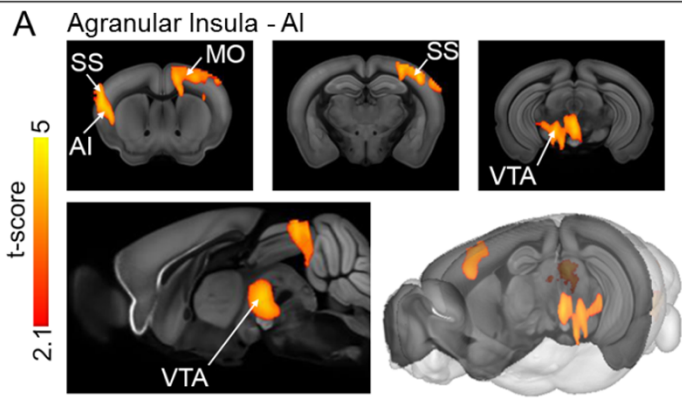 A
Agranular Insula - AI
SS
MO
AI
SS
VTA
t-score
5
2.1
VTA